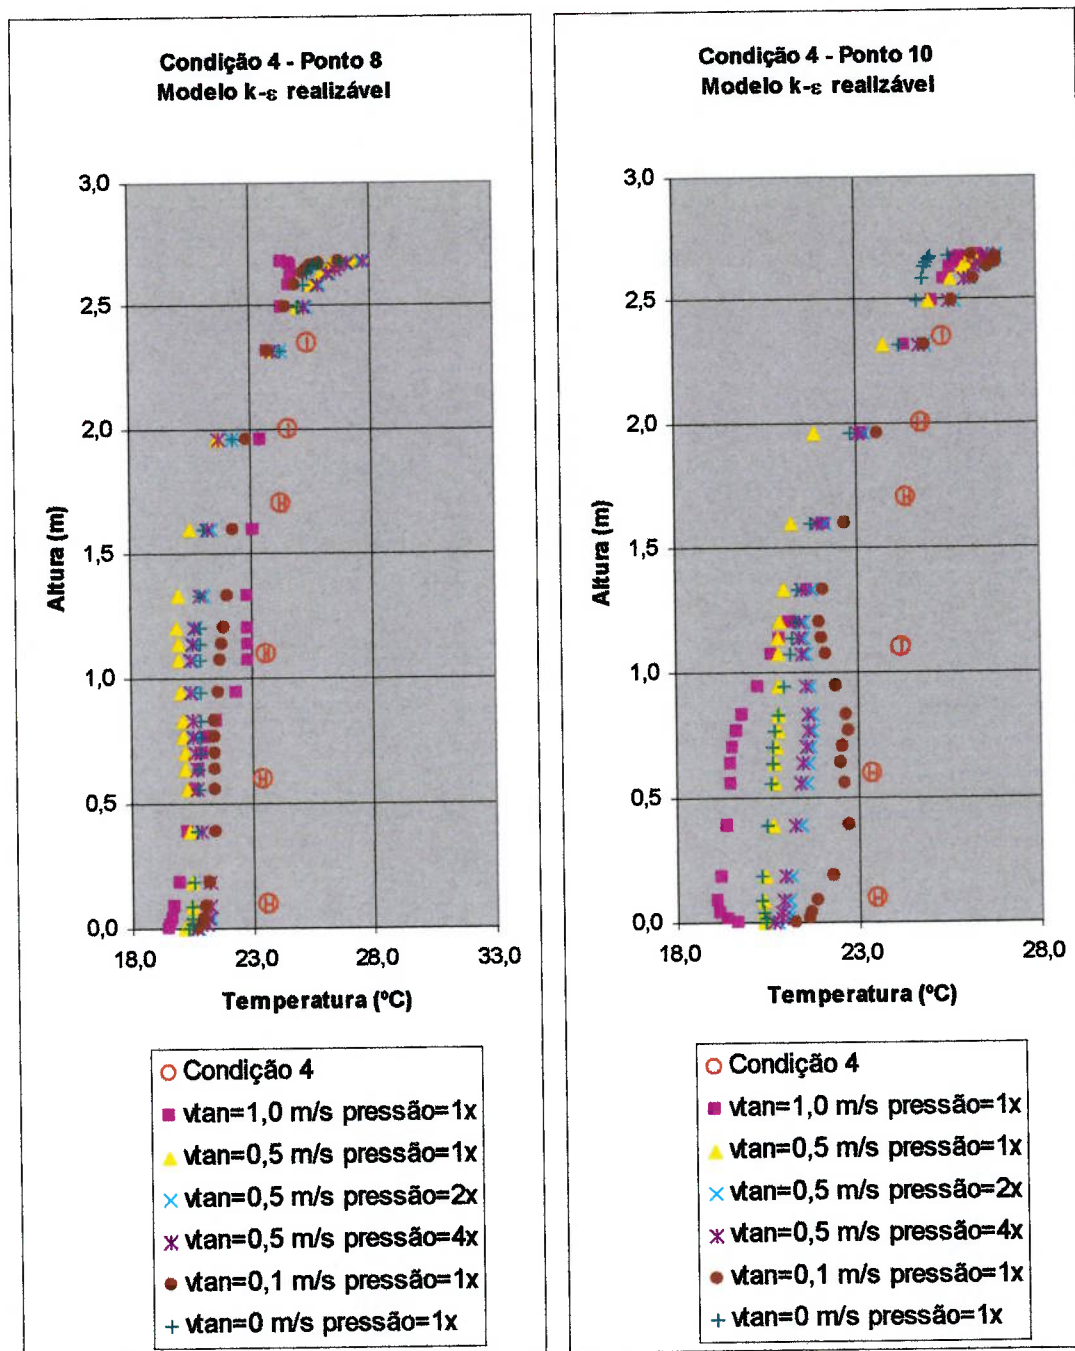 Condição 4 - Ponto 8
Modelo k-ε realizável
3,0
2,5
2,0
1,5
1,0
0,5
0,0
Altura (m)
18,0 23,0 28,0 33,0
Temperatura (ºC)
Condição 4
vtan=1,0 m/s pressão=1x
vtan=0,5 m/s pressão=1x
vtan=0,5 m/s pressão=2x
vtan=0,5 m/s pressão=4x
vtan=0,1 m/s pressão=1x
vtan=0 m/s pressão=1x
Condição 4 - Ponto 10
Modelo k-ε realizável
3,0
2,5
2,0
1,5
1,0
0,5
0,0
Altura (m)
18,0 23,0 28,0
Temperatura (ºC)
Condição 4
vtan=1,0 m/s pressão=1x
vtan=0,5 m/s pressão=1x
vtan=0,5 m/s pressão=2x
vtan=0,5 m/s pressão=4x
vtan=0,1 m/s pressão=1x
vtan=0 m/s pressão=1x